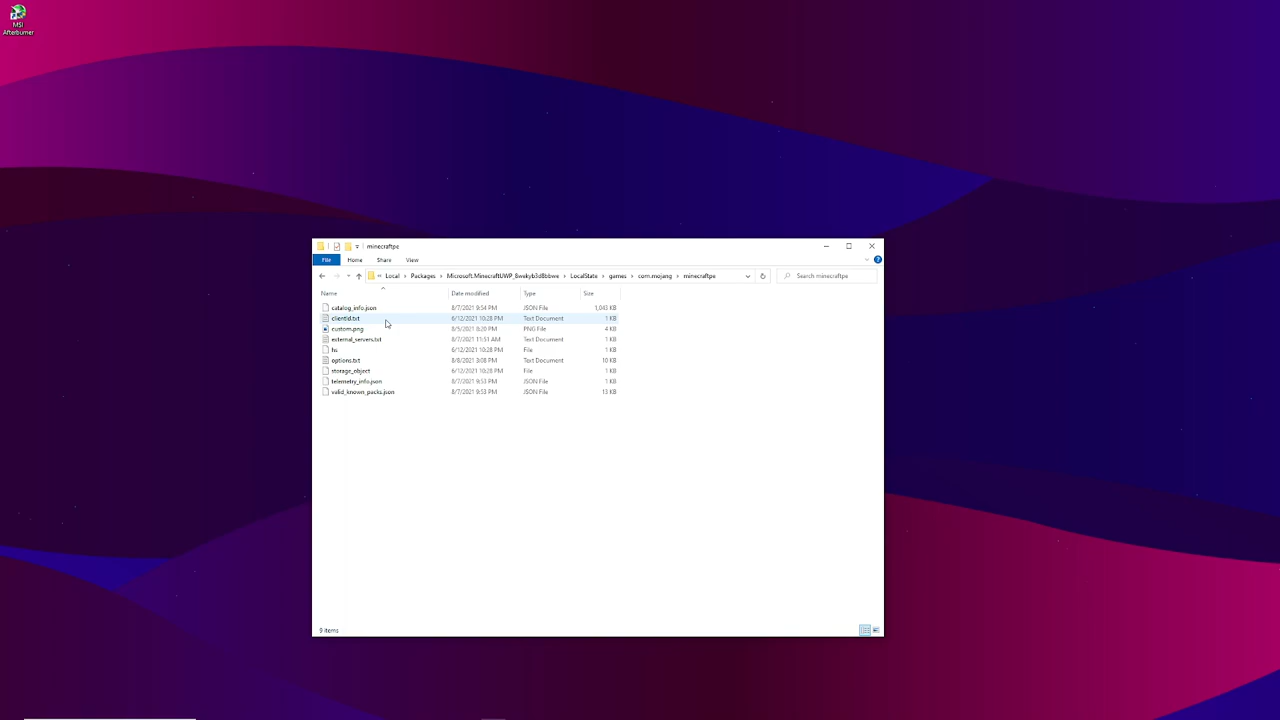 MSI
Afterburner
minecraftpe
File Home Share View
« Local > Packages > Microsoft.MinecraftUWP_8wekyb3d8bbwe > LocalState > games > com.mojang > minecraftpe
Search minecraftpe
Name Date modified Type Size
catalog_info.json 8/7/2021 9:54 PM JSON File 1,043 KB
clientId.txt 6/12/2021 10:28 PM Text Document 1 KB
custom.png 8/5/2021 8:20 PM PNG File 4 KB
external_servers.txt 8/7/2021 11:51 AM Text Document 1 KB
hs 6/12/2021 10:28 PM File 1 KB
options.txt 8/8/2021 3:08 PM Text Document 10 KB
storage_object 6/12/2021 10:28 PM File 1 KB
telemetry_info.json 8/7/2021 9:53 PM JSON File 1 KB
valid_known_packs.json 8/7/2021 9:53 PM JSON File 13 KB
9 items